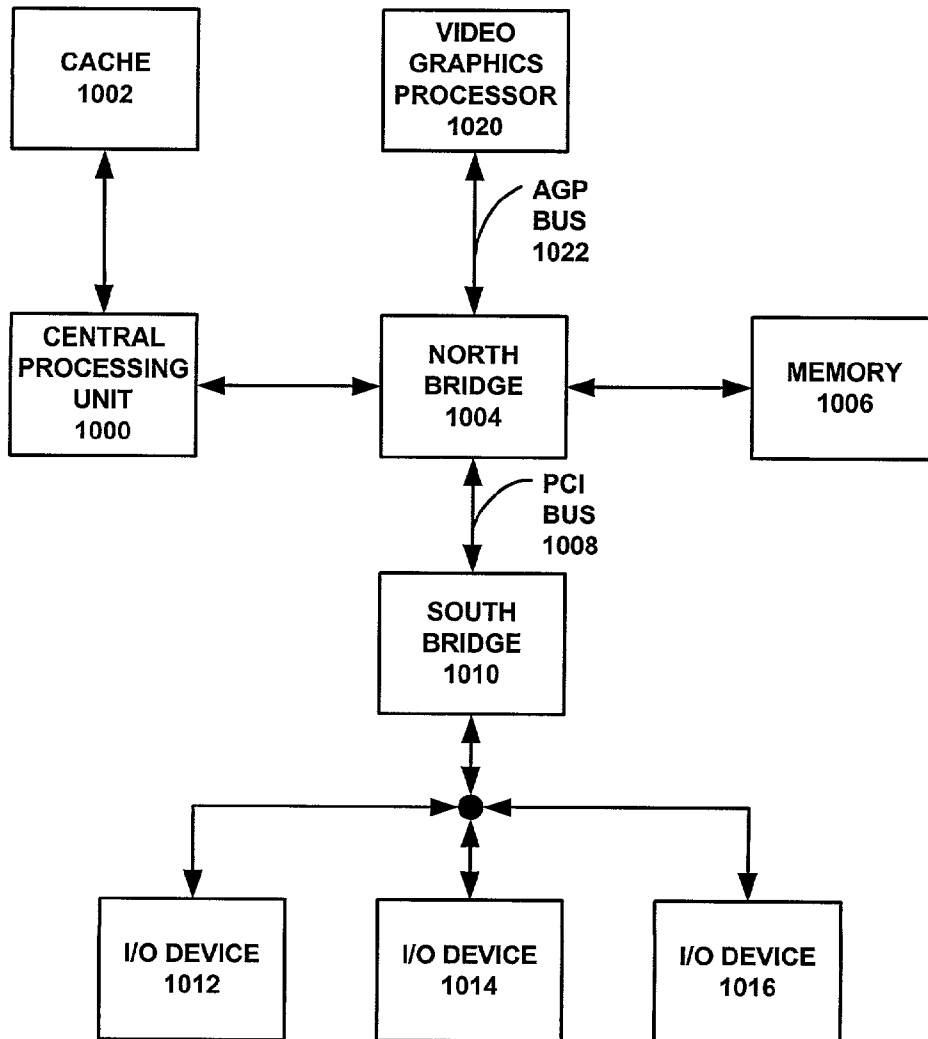 CACHE
1002
VIDEO
GRAPHICS
PROCESSOR
1020
AGP
BUS
1022
CENTRAL
PROCESSING
UNIT
1000
NORTH
BRIDGE
1004
MEMORY
1006
PCI
BUS
1008
SOUTH
BRIDGE
1010
I/O DEVICE
1012
I/O DEVICE
1014
I/O DEVICE
1016